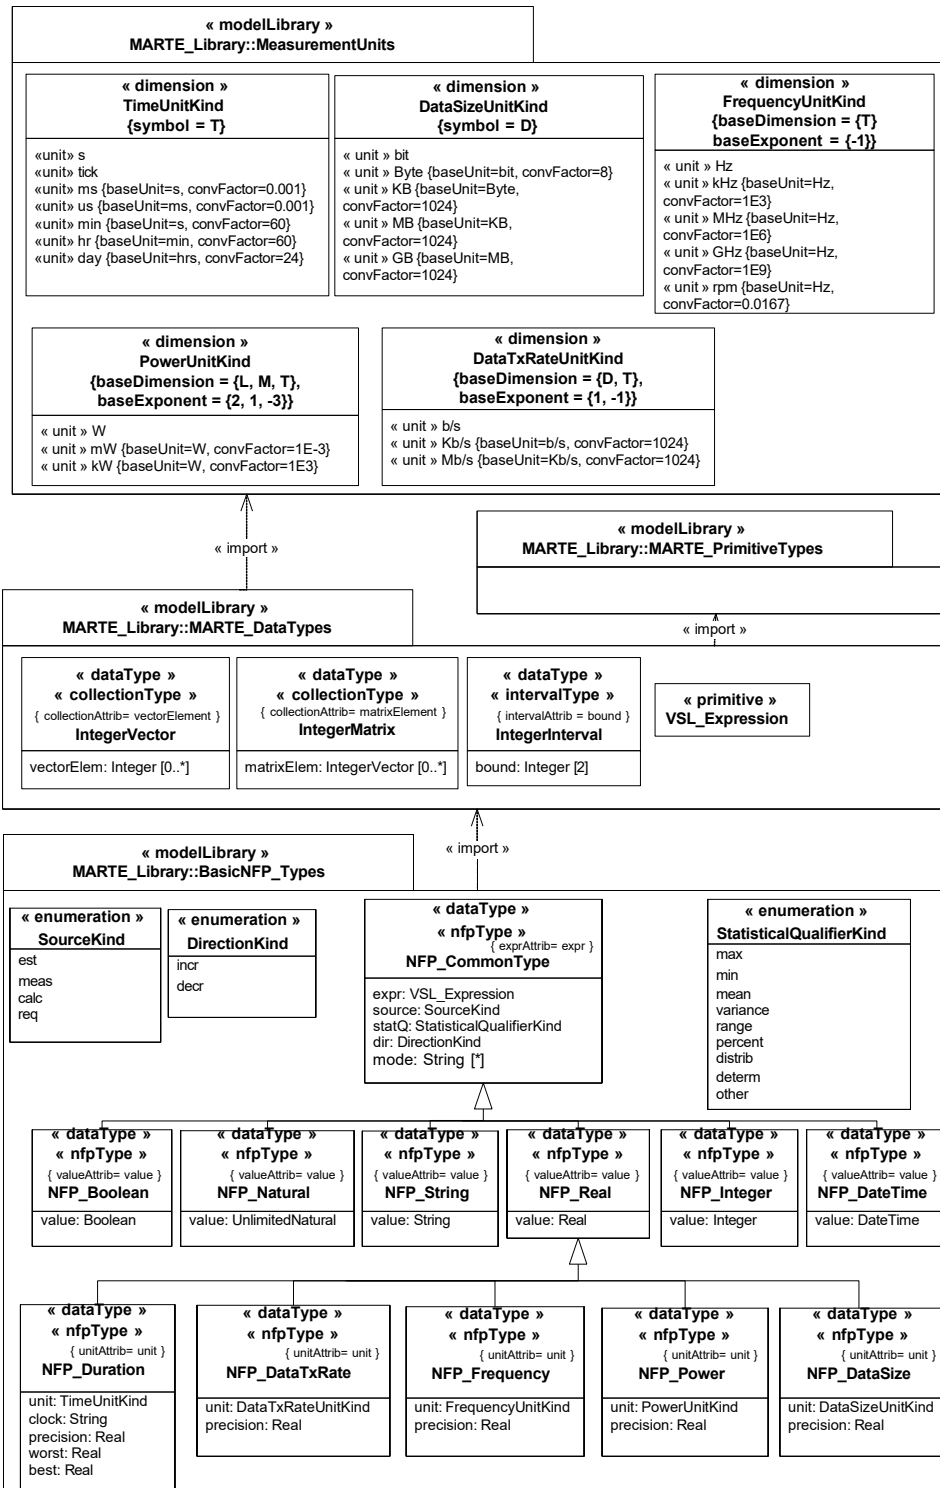 « modelLibrary »
MARTE_Library::MeasurementUnits
« dimension »
TimeUnitKind
{symbol = T}
«unit» s
«unit» tick
«unit» ms {baseUnit=s, convFactor=0.001}
«unit» us {baseUnit=ms, convFactor=0.001}
«unit» min {baseUnit=s, convFactor=60}
«unit» hr {baseUnit=min, convFactor=60}
«unit» day {baseUnit=hrs, convFactor=24}
« dimension »
DataSizeUnitKind
{symbol = D}
« unit » bit
« unit » Byte {baseUnit=bit, convFactor=8}
« unit » KB {baseUnit=Byte,
convFactor=1024}
« unit » MB {baseUnit=KB,
convFactor=1024}
« unit » GB {baseUnit=MB,
convFactor=1024}
« dimension »
FrequencyUnitKind
{baseDimension = {T}
baseExponent = {-1}}
« unit » Hz
« unit » kHz {baseUnit=Hz,
convFactor=1E3}
« unit » MHz {baseUnit=Hz,
convFactor=1E6}
« unit » GHz {baseUnit=Hz,
convFactor=1E9}
« unit » rpm {baseUnit=Hz,
convFactor=0.0167}
« dimension »
PowerUnitKind
{baseDimension = {L, M, T},
baseExponent = {2, 1, -3}}
« unit » W
« unit » mW {baseUnit=W, convFactor=1E-3}
« unit » kW {baseUnit=W, convFactor=1E3}
« dimension »
DataTxRateUnitKind
{baseDimension = {D, T},
baseExponent = {1, -1}}
« unit » b/s
« unit » Kb/s {baseUnit=b/s, convFactor=1024}
« unit » Mb/s {baseUnit=Kb/s, convFactor=1024}
« import »
« modelLibrary »
MARTE_Library::MARTE_PrimitiveTypes
« import »
« modelLibrary »
MARTE_Library::MARTE_DataTypes
« dataType »
« collectionType »
{ collectionAttrib= vectorElement }
IntegerVector
vectorElem: Integer [0..*]
« dataType »
« collectionType »
{ collectionAttrib= matrixElement }
IntegerMatrix
matrixElem: IntegerVector [0..*]
« dataType »
« intervalType »
{ intervalAttrib = bound }
IntegerInterval
bound: Integer [2]
« primitive »
VSL_Expression
« import »
« modelLibrary »
MARTE_Library::BasicNFP_Types
« enumeration »
SourceKind
est
meas
calc
req
« enumeration »
DirectionKind
incr
decr
« dataType »
« nfpType »
{ exprAttrib= expr }
NFP_CommonType
expr: VSL_Expression
source: SourceKind
statQ: StatisticalQualifierKind
dir: DirectionKind
mode: String [*]
« enumeration »
StatisticalQualifierKind
max
min
mean
variance
range
percent
distrib
determ
other
« dataType »
« nfpType »
{ valueAttrib= value }
NFP_Boolean
value: Boolean
« dataType »
« nfpType »
{ valueAttrib= value }
NFP_Natural
value: UnlimitedNatural
« dataType »
« nfpType »
{ valueAttrib= value }
NFP_String
value: String
« dataType »
« nfpType »
{ valueAttrib= value }
NFP_Real
value: Real
« dataType »
« nfpType »
{ valueAttrib= value }
NFP_Integer
value: Integer
« dataType »
« nfpType »
{ valueAttrib= value }
NFP_DateTime
value: DateTime
« dataType »
« nfpType »
{ unitAttrib= unit }
NFP_Duration
unit: TimeUnitKind
clock: String
precision: Real
worst: Real
best: Real
« dataType »
« nfpType »
{ unitAttrib= unit }
NFP_DataTxRate
unit: DataTxRateUnitKind
precision: Real
« dataType »
« nfpType »
{ unitAttrib= unit }
NFP_Frequency
unit: FrequencyUnitKind
precision: Real
« dataType »
« nfpType »
{ unitAttrib= unit }
NFP_Power
unit: PowerUnitKind
precision: Real
« dataType »
« nfpType »
{ unitAttrib= unit }
NFP_DataSize
unit: DataSizeUnitKind
precision: Real